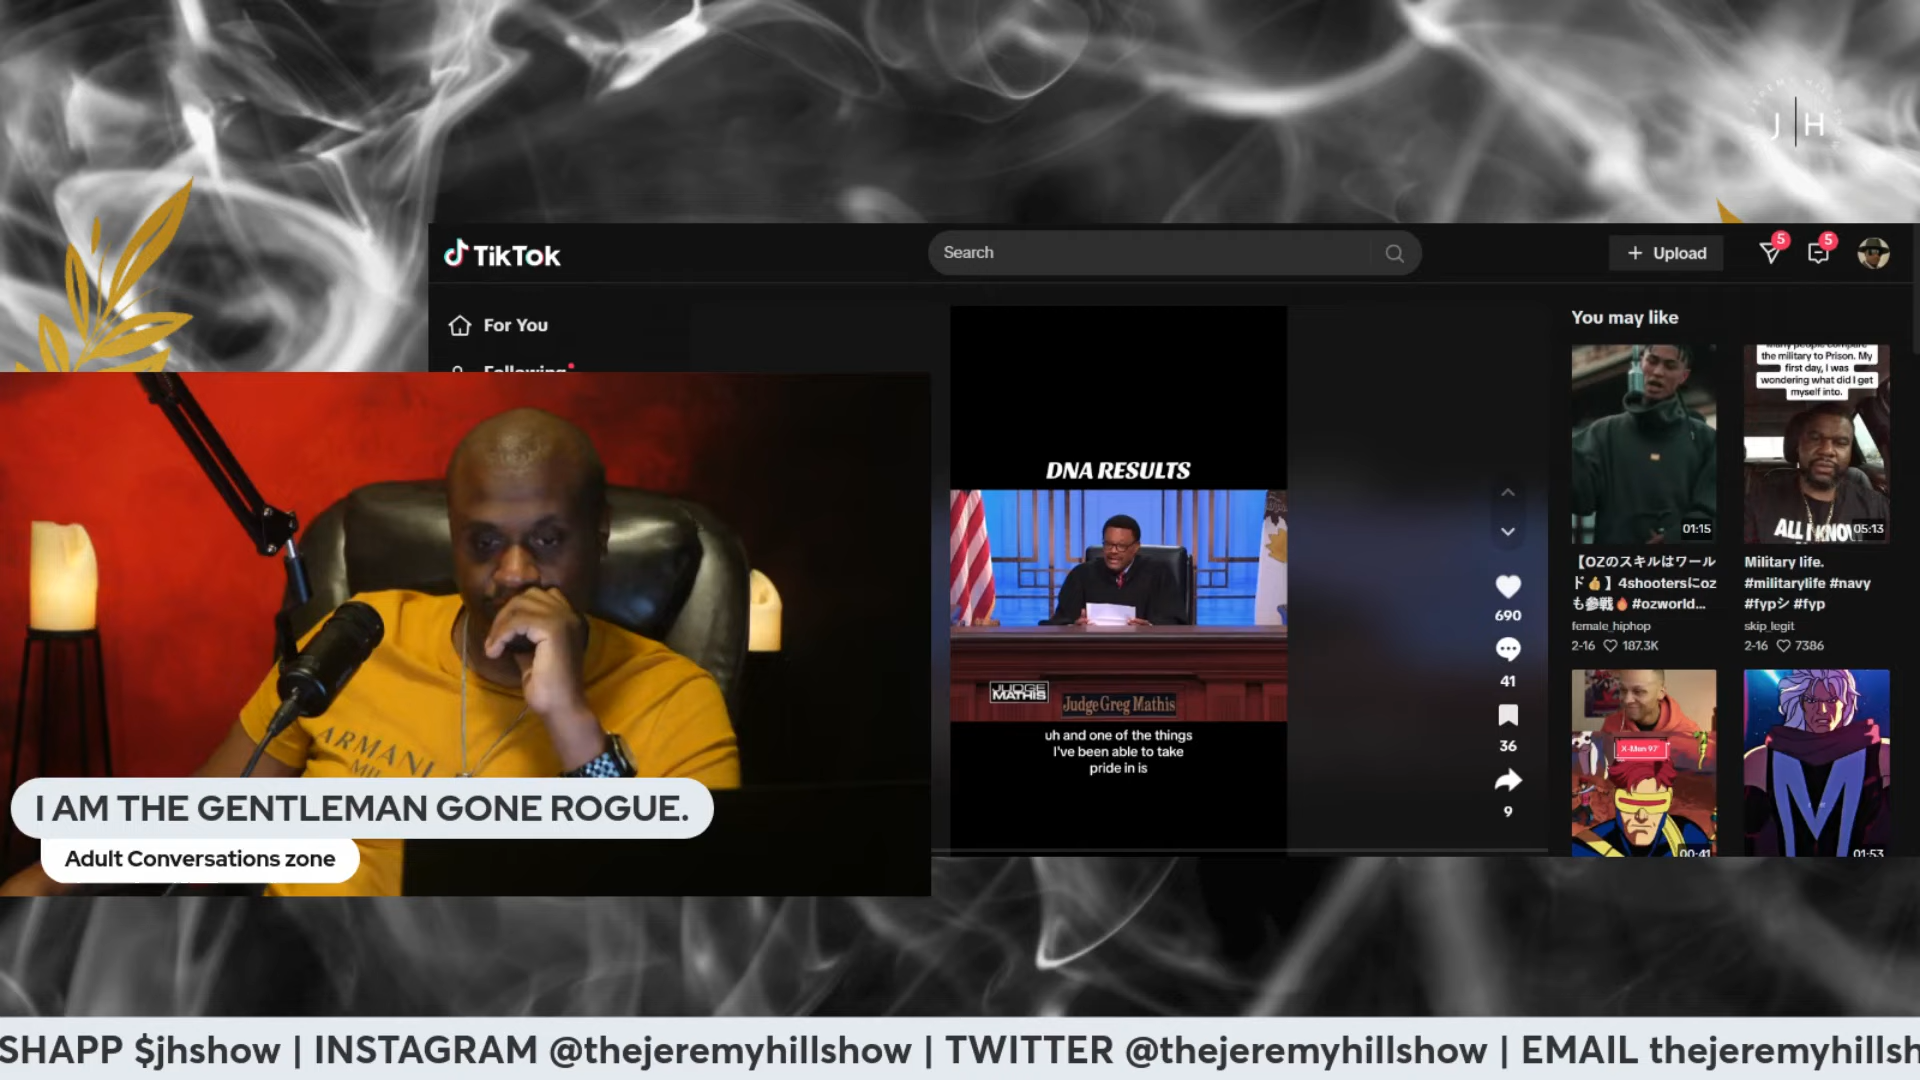 J | H
TikTok
Search
+ Upload
5
5
For You
Following
You may like
DNA RESULTS
JUDGE
MATHIS
Judge Greg Mathis
uh and one of the things
I've been able to take
pride in is
690
41
36
9
01:15
【OZのスキルはワール
ド👍】4shootersにoz
も参戦🔥 #ozworld...
female_hiphop
2-16 187.3K
many people compare
the military to Prison. My
first day, I was
wondering what did I get
myself into.
ALL I KNOW
05:13
Military life.
#militarylife #navy
#fypシ #fyp
skip_legit
2-16 7386
X-Men 97'
00:41
01:53
ARMANI
I AM THE GENTLEMAN GONE ROGUE.
Adult Conversations zone
SHAPP $jhshow | INSTAGRAM @thejeremyhillshow | TWITTER @thejeremyhillshow | EMAIL thejeremyhillsh